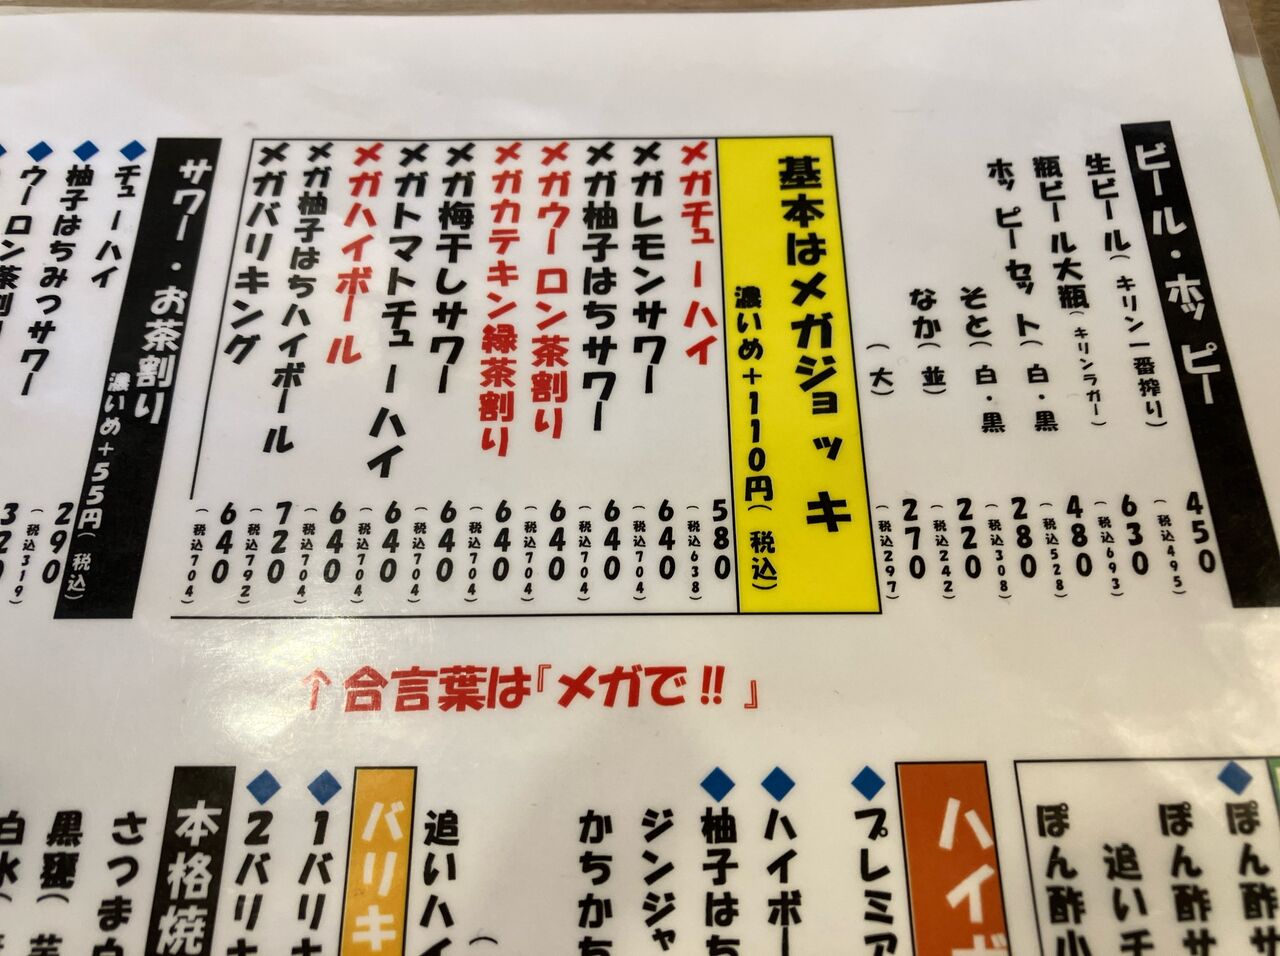 ビール・ホッピー
生ビール(キリン一番搾り) 450(税込495)
瓶ビール大瓶(キリンラガー) 630(税込693)
ホッピーセット(白・黒) 480(税込528)
そと(白・黒) 280(税込308)
なか(並) 220(税込242)
(大) 270(税込297)
基本はメガジョッキ
濃いめ+110円(税込)
メガチューハイ 580(税込638)
メガレモンサワー 640(税込704)
メガ柚子はちサワー 640(税込704)
メガウーロン茶割り 640(税込704)
メガカテキン緑茶割り 640(税込704)
メガ梅干しサワー 640(税込704)
メガトマトチューハイ 640(税込704)
メガハイボール 640(税込704)
メガ柚子はちハイボール 720(税込792)
メガバリキング 640(税込704)
サワー・お茶割り
濃いめ+55円(税込)
チューハイ 290(税込319)
柚子はちみつサワー 320
ウーロン茶割り
↑合言葉は『メガで!!』
ぽん酢
ぽん酢サ
追いチ
ぽん酢小
ハイボ
プレミア
ハイボー
柚子はち
ジンジャ
かちかち
追いハイ
バリキ
1バリキ
2バリキ
本格焼
さつま白
黒甕(芋
白水(